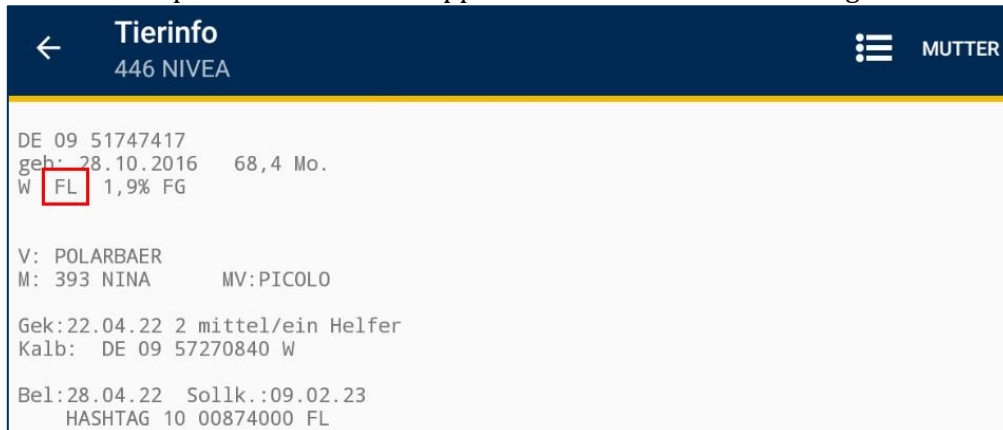 Tierinfo
446 NIVEA
MUTTER
DE 09 51747417
geb: 28.10.2016 68,4 Mo.
W FL 1,9% FG
V: POLARBAER
M: 393 NINA MV:PICOLO
Gek:22.04.22 2 mittel/ein Helfer
Kalb: DE 09 57270840 W
Bel:28.04.22 Sollk.:09.02.23
HASHTAG 10 00874000 FL